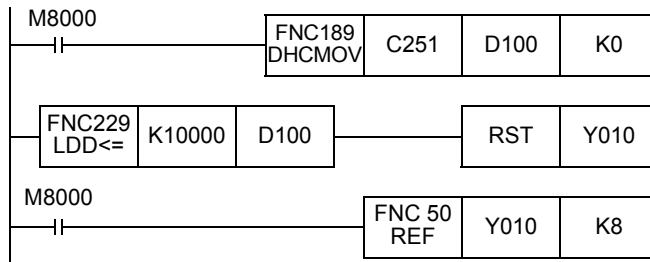 M8000
FNC189
DHCMOV C251 D100 K0
FNC229
LDD<= K10000 D100 RST Y010
M8000
FNC 50
REF Y010 K8